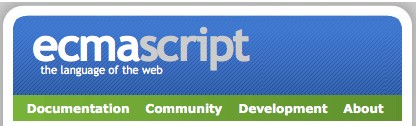 ecmascript
the language of the web
Documentation Community Development About